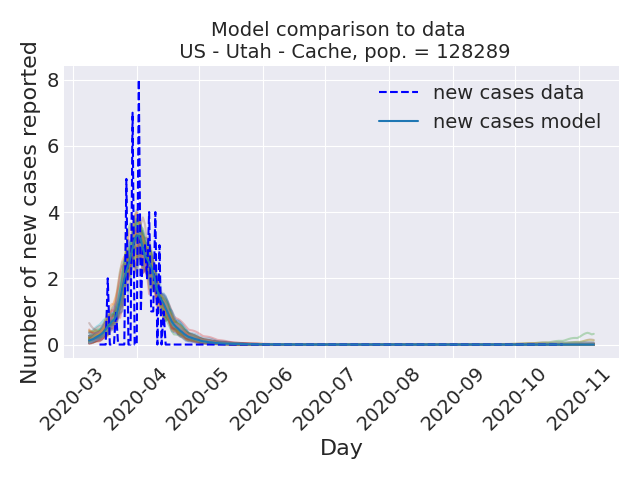 Model comparison to data
US - Utah - Cache, pop. = 128289
Number of new cases reported
8
6
4
2
0
new cases data
new cases model
2020-03
2020-04
2020-05
2020-06
2020-07
2020-08
2020-09
2020-10
2020-11
Day